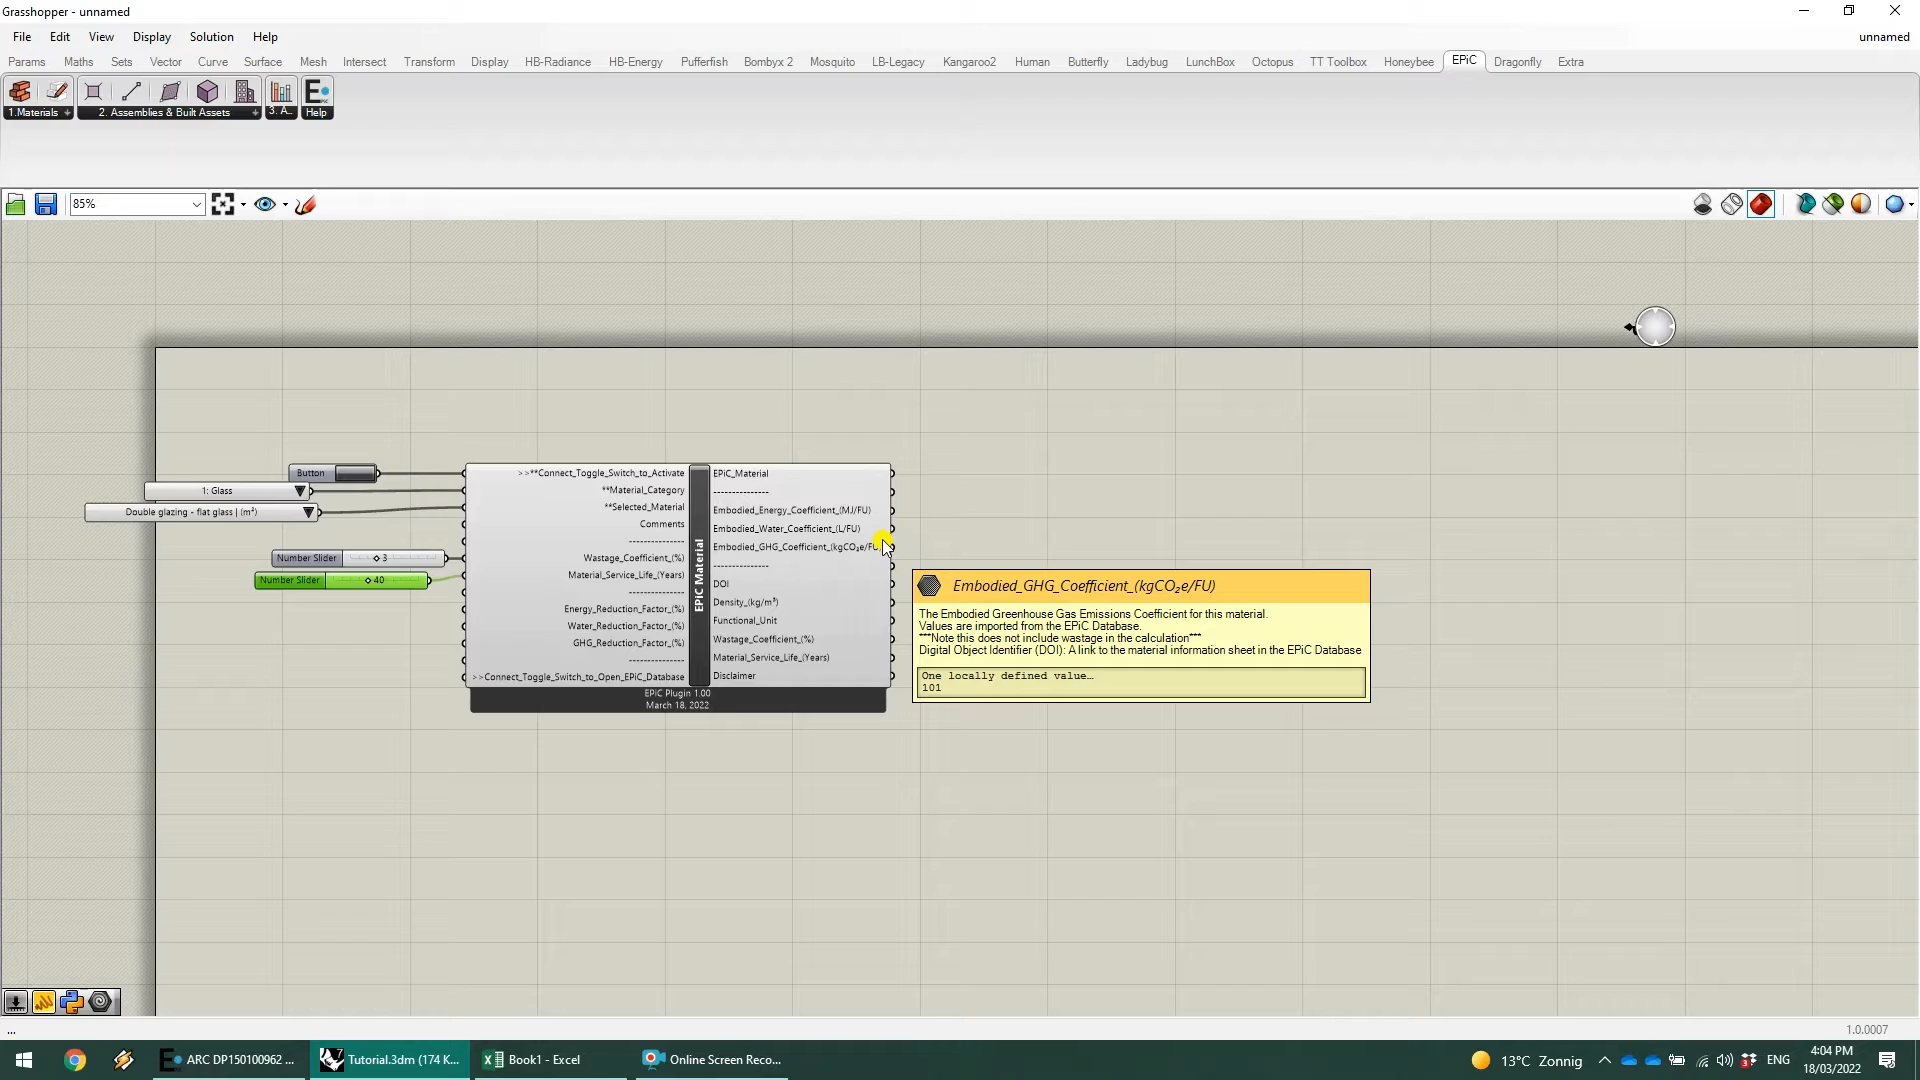 Grasshopper - unnamed
File Edit View Display Solution Help
unnamed
Params Maths Sets Vector Curve Surface Mesh Intersect Transform Display HB-Radiance HB-Energy Pufferfish Bombyx 2 Mosquito LB-Legacy Kangaroo2 Human Butterfly Ladybug LunchBox Octopus TT Toolbox Honeybee EPiC Dragonfly Extra
1.Materials + 2. Assemblies & Built Assets + 3. A... Help
85%
Button
1: Glass
Double glazing - flat glass | (m²)
Number Slider 3
Number Slider 40
>>**Connect_Toggle_Switch_to_Activate
**Material_Category
**Selected_Material
Comments
--------------
Wastage_Coefficient_(%)
Material_Service_Life_(Years)
--------------
Energy_Reduction_Factor_(%)
Water_Reduction_Factor_(%)
GHG_Reduction_Factor_(%)
--------------
>>Connect_Toggle_Switch_to_Open_EPiC_Database
EPiC Material
EPiC_Material
--------------
Embodied_Energy_Coefficient_(MJ/FU)
Embodied_Water_Coefficient_(L/FU)
Embodied_GHG_Coefficient_(kgCO₂e/FU)
--------------
DOI
Density_(kg/m³)
Functional_Unit
Wastage_Coefficient_(%)
Material_Service_Life_(Years)
Disclaimer
EPiC Plugin 1.00
March 18, 2022
Embodied_GHG_Coefficient_(kgCO₂e/FU)
The Embodied Greenhouse Gas Emissions Coefficient for this material.
Values are imported from the EPiC Database.
***Note this does not include wastage in the calculation***
Digital Object Identifier (DOI): A link to the material information sheet in the EPiC Database
One locally defined value…
101
...
1.0.0007
ARC DP150100962 ...
Tutorial.3dm (174 K...
Book1 - Excel
Online Screen Reco...
13°C Zonnig
ENG
4:04 PM
18/03/2022